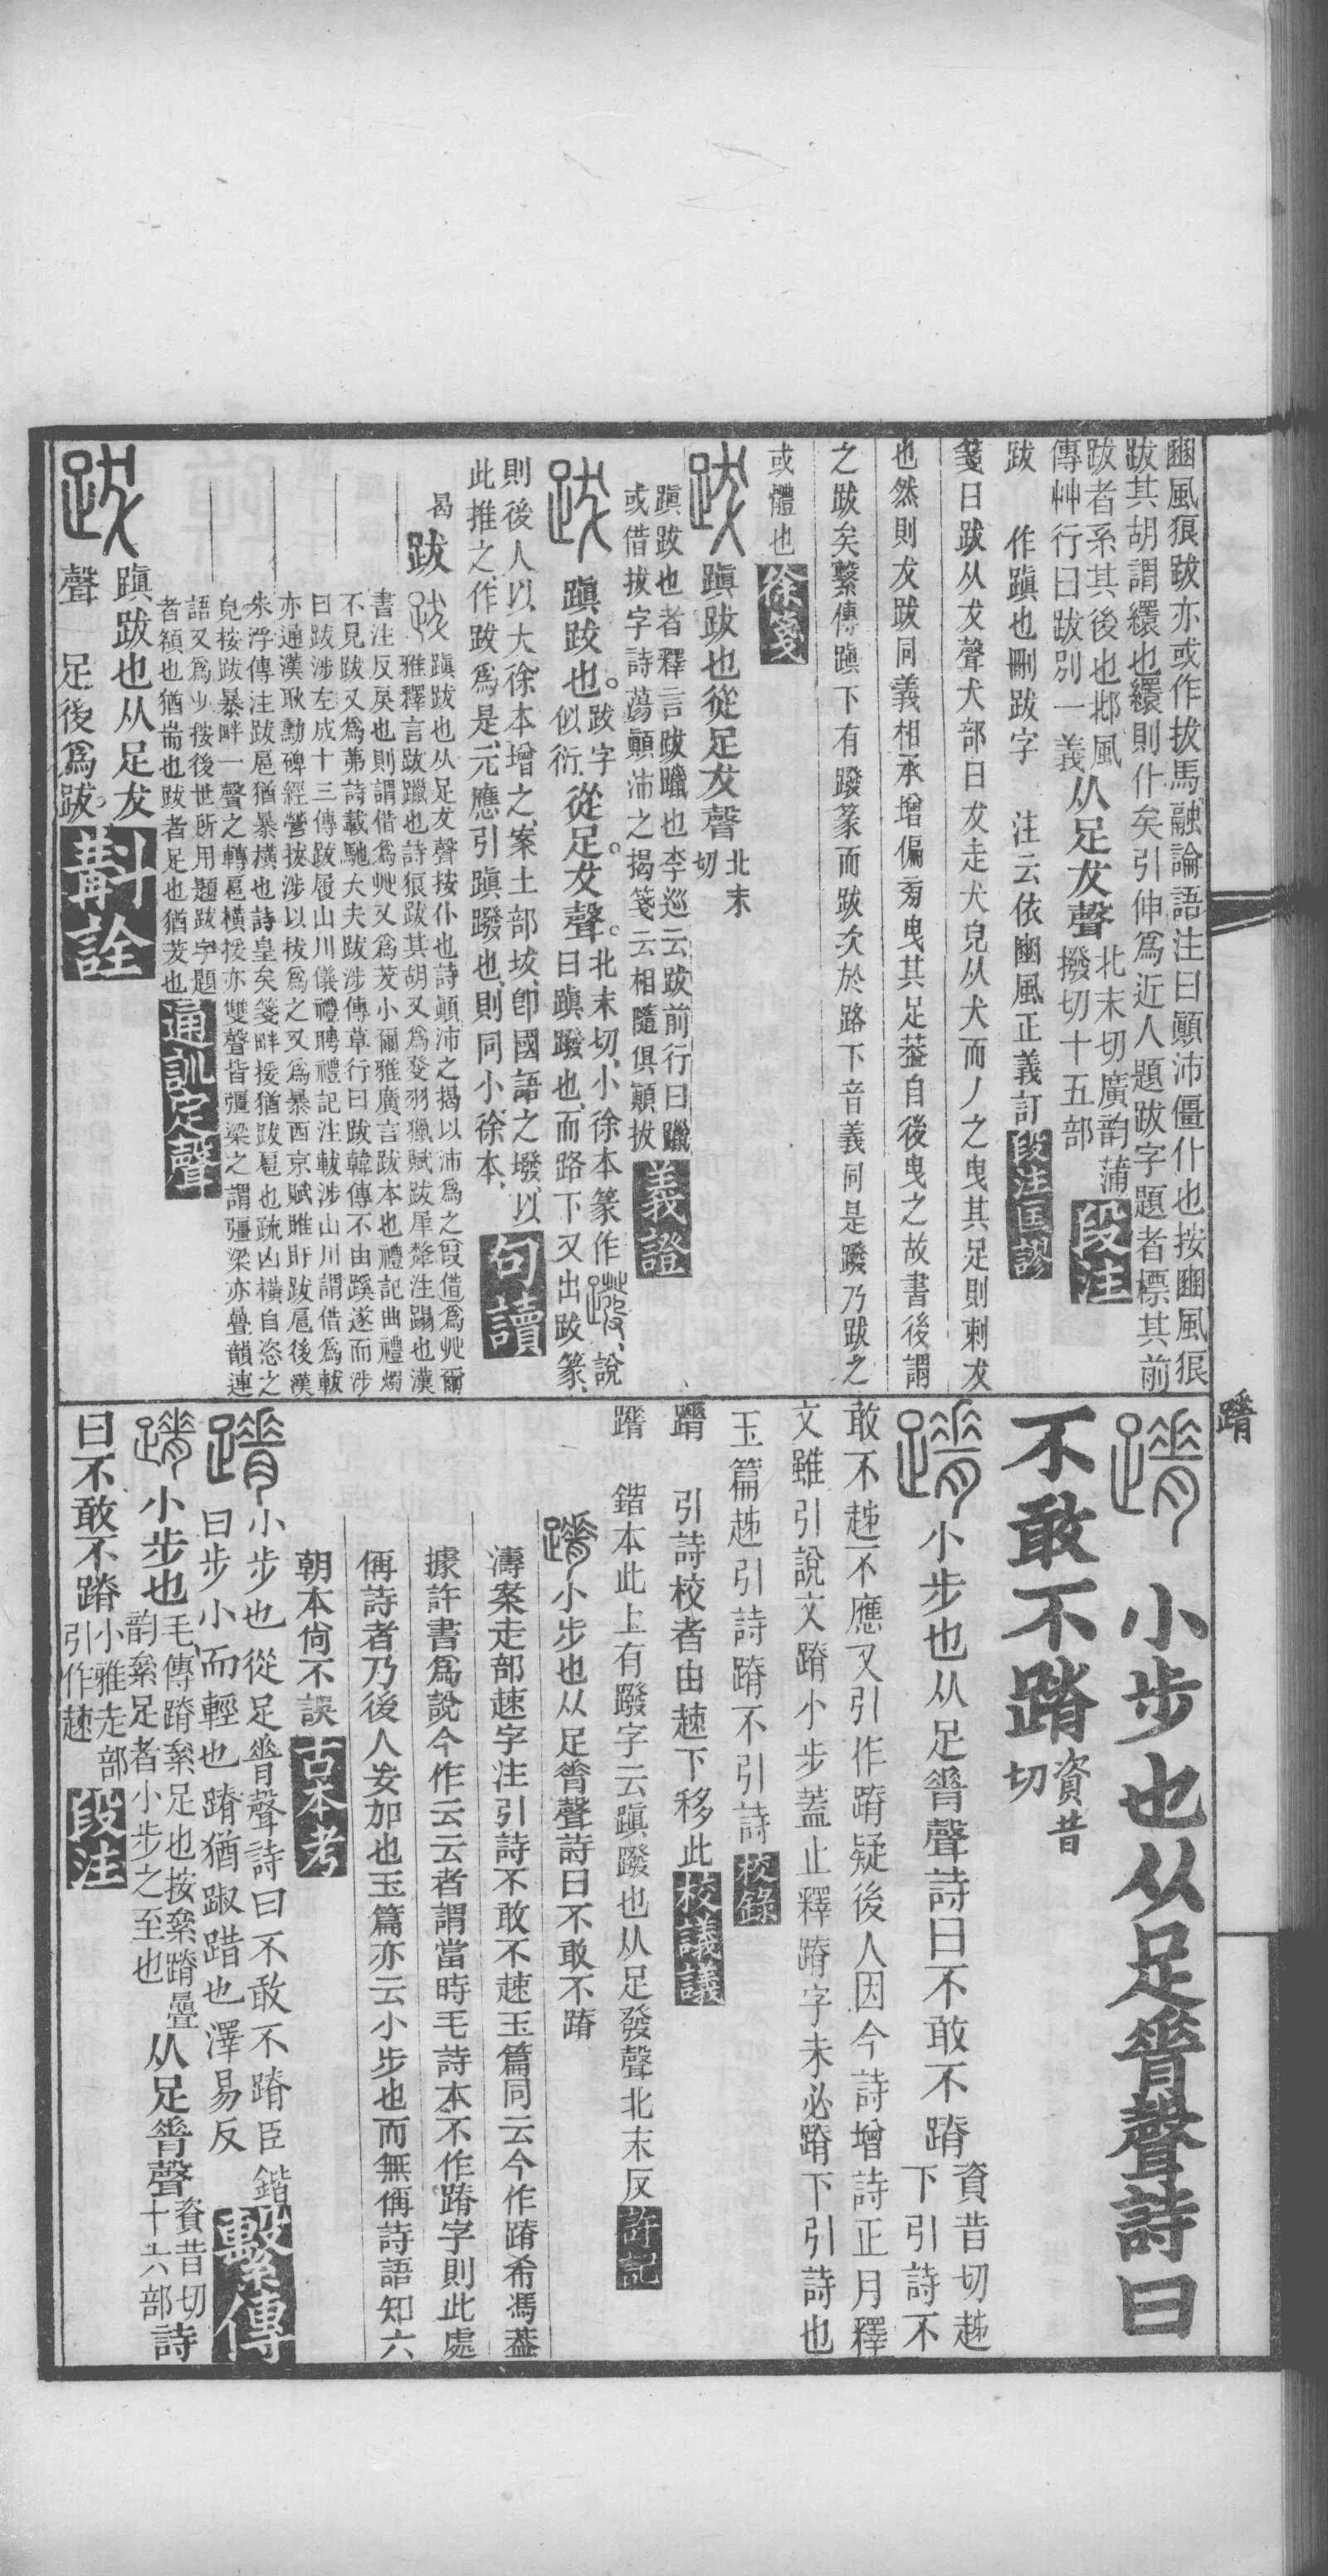 豳風狼跋亦或作拔馬融論語注曰顚沛僵仆也按豳風狼
跋其胡謂繯也繯則仆矣引伸爲近人題跋字題者標其前
跋者系其後也邶風
傳艸行曰跋別一義
从足犮聲
北末切廣韵蒲
撥切十五部
段注
跋 作蹎也刪跋字 注云依豳風正義訂
段注匡謬
箋曰跋从犮聲犬部曰犮走犬皃从犬而丿之曳其足則剌犮
也然則犮跋同義相承增偏旁曳其足葢自後曳之故書後謂
之跋矣繫傳蹎下有蹳篆而跋次於路下音義同是蹳乃跋之
或體也
徐箋
跋
蹎跋也從足犮聲
北末
切
蹎跋也者釋言跋躐也李巡云跋前行曰躐
或借拔字詩蕩顚沛之揭箋云相隨俱顚拔
義證
跋
蹎跋也。
跋字
似衍
從足。犮聲。
北末切、小徐本篆作蹳、說
曰蹎蹳也、而路下又出跋篆、
則後人以大徐本增之、案土部坺、卽國語之墢、以
此推之、作跋爲是、元應引蹎蹳也、則同小徐本、
句讀
跋
曷
跋
蹎跋也从足犮聲按仆也詩顚沛之揭以沛爲之叚借爲艸爾
雅釋言跋躐也詩狼跋其胡又爲癹羽獵賦跋犀犛注蹋也漢
書注反戾也則謂借爲𣥠又爲茇小爾雅廣言跋本也禮記曲禮燭
不見跋又爲茀詩載馳大夫跋涉傳草行曰跋韓傳不由蹊遂而涉
曰跋涉左成十三傳跋履山川儀禮聘禮記注軷涉山川謂借爲軷
亦通漢耿勳碑經營拔涉以拔爲之又爲暴西京賦睢盱跋扈後漢
朱浮傳注跋扈猶暴橫也詩皇矣箋畔援猶跋扈也疏凶橫自恣之
皃按跋暴畔一聲之轉扈橫援亦雙聲皆彊梁之謂彊梁亦疊韻連
語又爲少按後世所用題跋字題
者額也猶耑也跋者足也猶茇也
通訓定聲
跋
蹎跋也从足犮
聲 足後爲跋。
斠詮
蹐
蹐
小步也从足脊聲詩曰
不敢不蹐
資昔
切
蹐
小步也从足脊聲詩曰不敢不蹐
資昔切趚
下引詩不
敢不趚不應又引作蹐疑後人因今詩增詩正月釋
文雖引說文蹐小步蓋止釋蹐字未必蹐下引詩也
玉篇趚引詩蹐不引詩
校錄
蹐 引詩校者由趚下移此
校議議
蹐 鍇本此上有蹳字云蹎蹳也从足發聲北末反
許記
蹐
小步也从足脊聲詩曰不敢不蹐
濤案走部趚字注引詩不敢不趚玉篇同云今作蹐希馮葢
據許書爲說今作云云者謂當時毛詩本不作蹐字則此處
偁詩者乃後人妄加也玉篇亦云小步也而無偁詩語知六
朝本尙不誤
古本考
蹐
小步也從足脊聲詩曰不敢不蹐臣鍇
曰步小而輕也蹐猶踧踖也澤易反
繫傳
蹐
小步也
毛傳蹐絫足也按絫蹐曡
韵絫足者小步之至也
从足脊聲
資昔切
十六部
詩
曰不敢不蹐
小雅走部
引作趚
段注